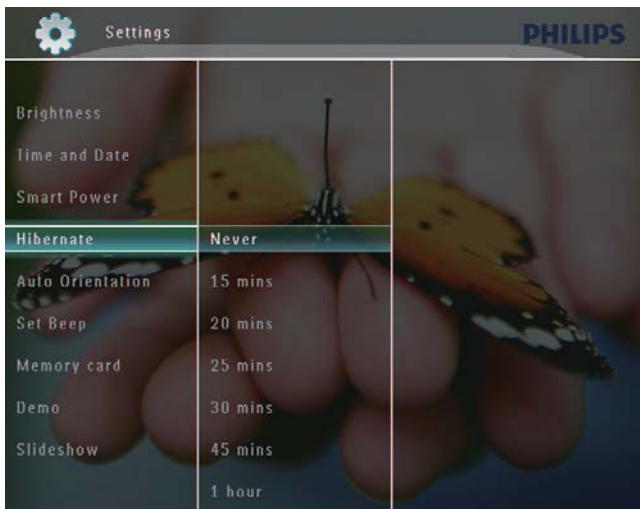 Settings
PHILIPS
Brightness
Time and Date
Smart Power
Hibernate
Auto Orientation
Set Beep
Memory card
Demo
Slideshow
Never
15 mins
20 mins
25 mins
30 mins
45 mins
1 hour